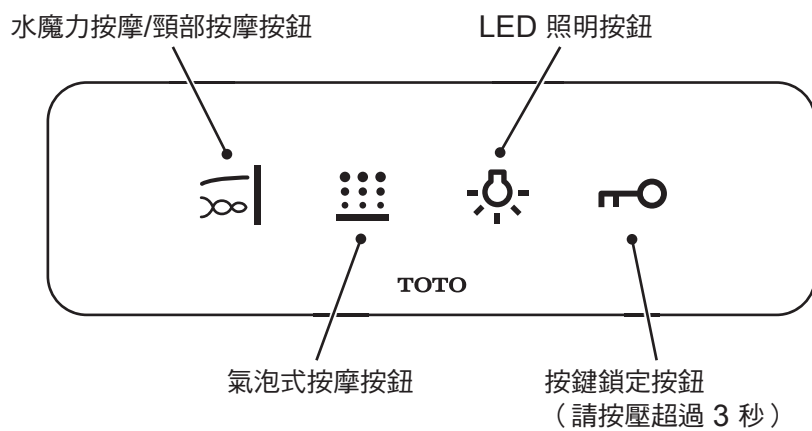 水魔力按摩/頸部按摩按鈕
LED 照明按鈕
TOTO
氣泡式按摩按鈕
按鍵鎖定按鈕
（請按壓超過 3 秒）